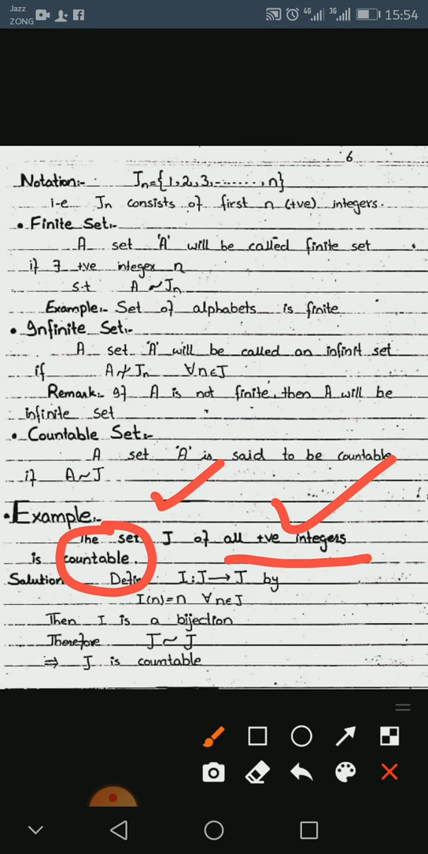 Jazz
ZONG
4G
3G
15:54
6
Notation:- Jn={1,2,3,-------,n}
i-e Jn consists of first n (+ve) integers.
• Finite Set:-
A set 'A' will be called finite set
if ∃ +ve integer n
s.t A ~ Jn
Example:- Set of alphabets is finite
• Infinite Set:-
A set 'A' will be called an infinit set
if A ≁ Jn ∀ n ∈ J
Remark:- If A is not finite, then A will be
infinite set
• Countable Set:-
A set 'A' is said to be countable
if A ~ J
• Example:-
The set J of all +ve integers
is countable.
Solution Define I: J → J by
I(n) = n ∀ n ∈ J
Then I is a bijection
Therefore J ~ J
⇒ J is countable